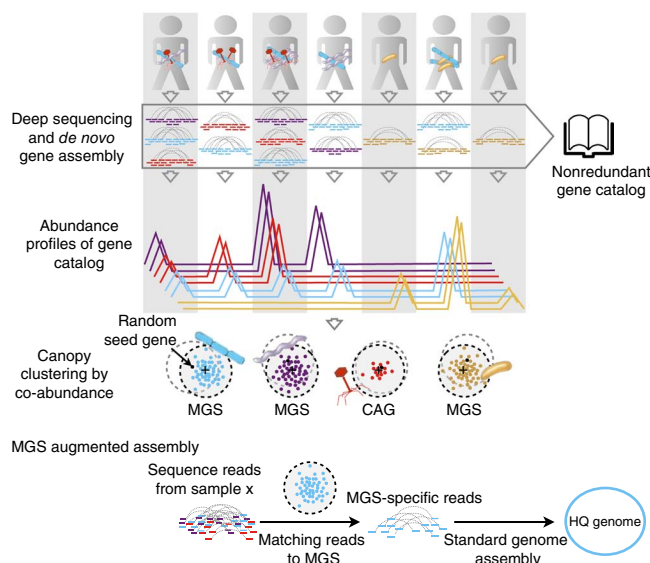 Deep sequencing
and de novo
gene assembly
Nonredundant
gene catalog
Abundance
profiles of gene
catalog
Random
seed gene
Canopy
clustering by
co-abundance
MGS
MGS
CAG
MGS
MGS augmented assembly
Sequence reads
from sample x
MGS-specific reads
Matching reads
to MGS
Standard genome
assembly
HQ genome